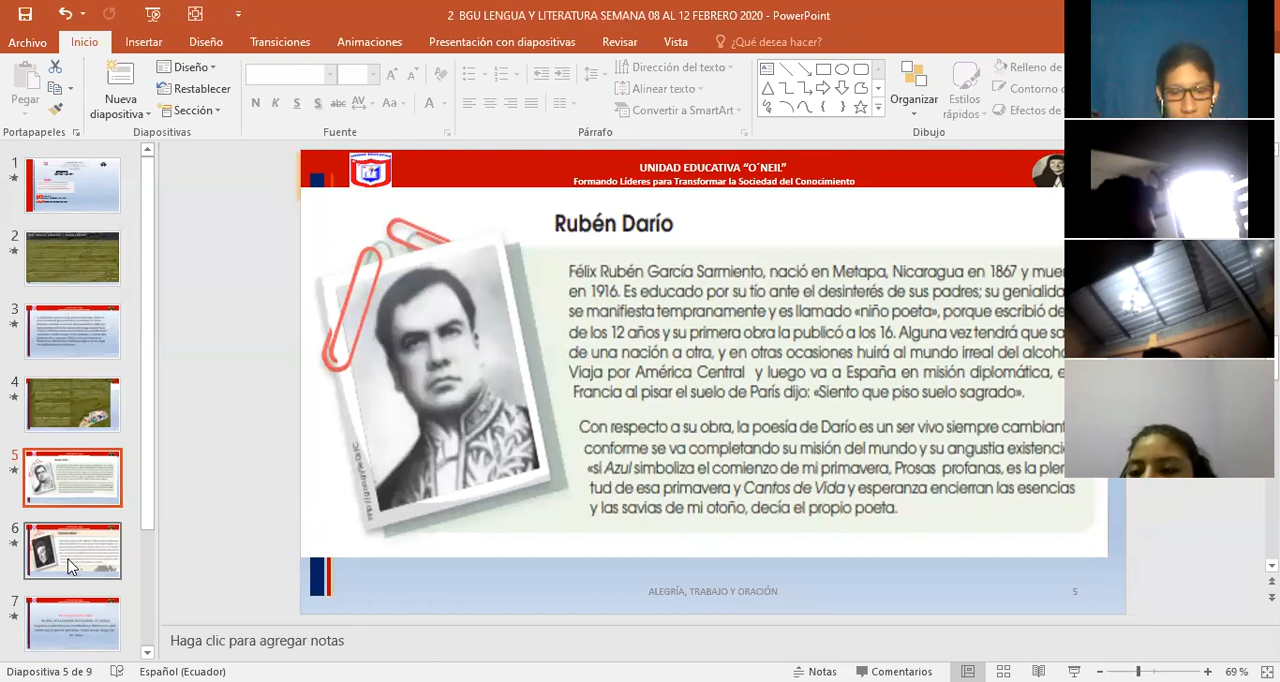 2 BGU LENGUA Y LITERATURA SEMANA 08 AL 12 FEBRERO 2020 - PowerPoint
Archivo Inicio Insertar Diseño Transiciones Animaciones Presentación con diapositivas Revisar Vista ¿Qué desea hacer?
Pegar
Nueva diapositiva
Diseño
Restablecer
Sección
Dirección del texto
Alinear texto
Convertir a SmartArt
Organizar
Estilos rápidos
Relleno de
Contorno
Efectos de
Portapapeles Diapositivas Fuente Párrafo Dibujo
1
2
3
4
5
6
7
UNIDAD EDUCATIVA “O´NEIL”
Formando Líderes para Transformar la Sociedad del Conocimiento
Rubén Darío
Félix Rubén García Sarmiento, nació en Metapa, Nicaragua en 1867 y mue
en 1916. Es educado por su tío ante el desinterés de sus padres; su genialida
se manifiesta tempranamente y es llamado «niño poeta», porque escribió de
de los 12 años y su primera obra la publicó a los 16. Alguna vez tendrá que sa
de una nación a otra, y en otras ocasiones huirá al mundo irreal del alcoho
Viaja por América Central y luego va a España en misión diplomática, e
Francia al pisar el suelo de París dijo: «Siento que piso suelo sagrado».
Con respecto a su obra, la poesía de Darío es un ser vivo siempre cambiant
conforme se va completando su misión del mundo y su angustia existenci
«si Azul simboliza el comienzo de mi primavera, Prosas profanas, es la plen
tud de esa primavera y Cantos de Vida y esperanza encierran las esencias
y las savias de mi otoño, decía el propio poeta.
ALEGRÍA, TRABAJO Y ORACIÓN 5
Haga clic para agregar notas
Diapositiva 5 de 9 Español (Ecuador) Notas Comentarios 69 %